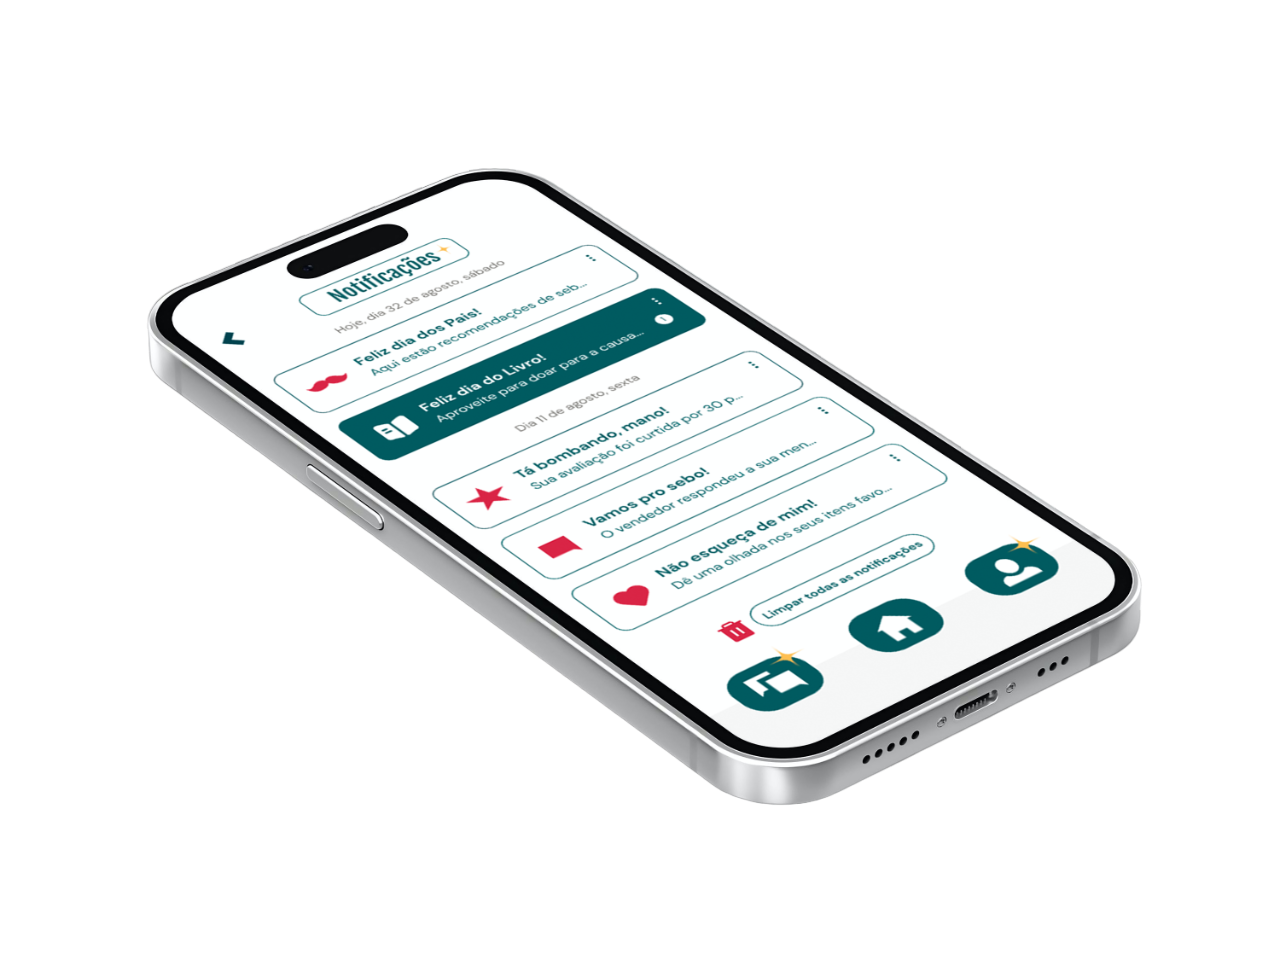 Notificações
Hoje, dia 32 de agosto, sábado
Feliz dia dos Pais!
Aqui estão recomendações de seb...
Feliz dia do Livro!
Aproveite para doar para a causa...
1
Dia 11 de agosto, sexta
Tá bombando, mano!
Sua avaliação foi curtida por 30 p...
Vamos pro sebo!
O vendedor respondeu a sua men...
Não esqueça de mim!
Dê uma olhada nos seus itens favo...
Limpar todas as notificações